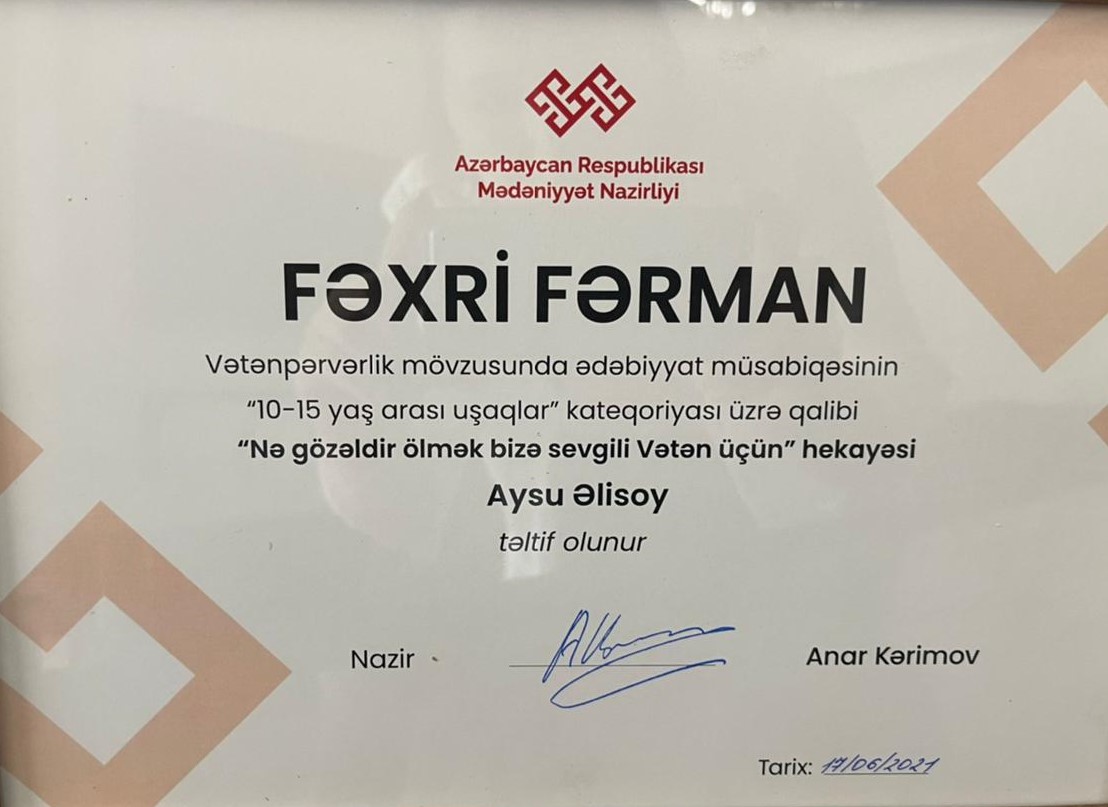 Azərbaycan Respublikası
Mədəniyyət Nazirliyi
FƏXRİ FƏRMAN
Vətənpərvərlik mövzusunda ədəbiyyat müsabiqəsinin
“10-15 yaş arası uşaqlar” kateqoriyası üzrə qalibi
“Nə gözəldir ölmək bizə sevgili Vətən üçün” hekayəsi
Aysu Əlisoy
təltif olunur
Nazir Anar Kərimov
Tarix: 17/06/2021